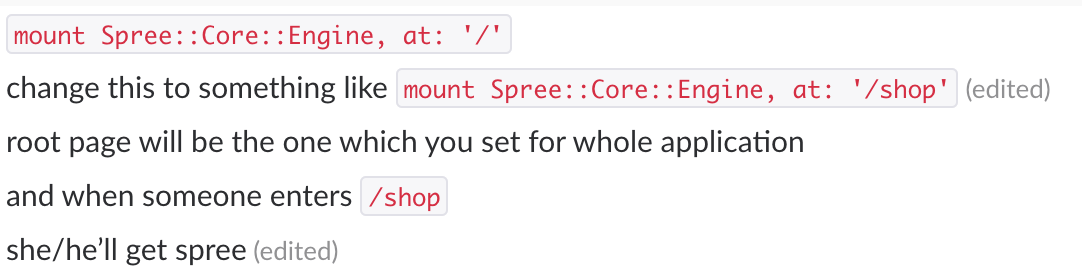 mount Spree::Core::Engine, at: '/'
change this to something like mount Spree::Core::Engine, at: '/shop' (edited)
root page will be the one which you set for whole application
and when someone enters /shop
she/he’ll get spree (edited)